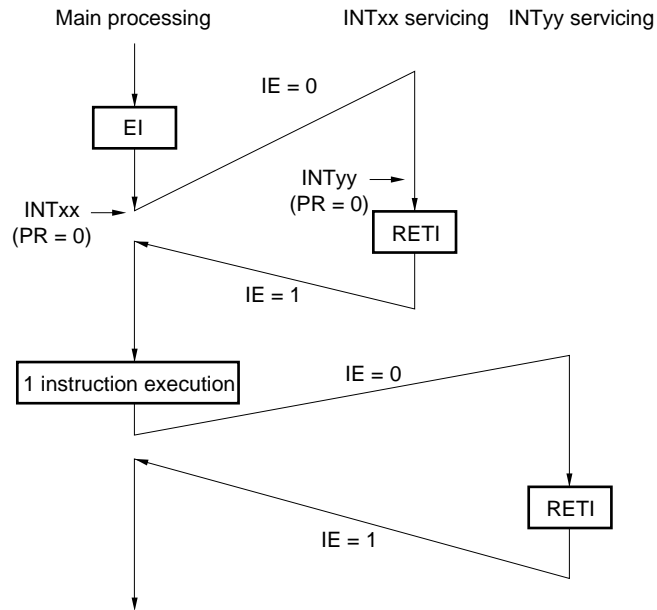 Main processing
INTxx servicing
INTyy servicing
IE = 0
EI
INTyy
(PR = 0)
INTxx
(PR = 0)
RETI
IE = 1
1 instruction execution
IE = 0
RETI
IE = 1